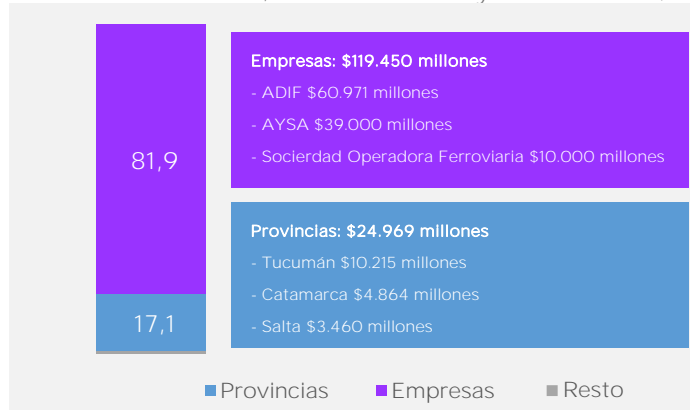 81,9
17,1
Empresas: $119.450 millones
- ADIF $60.971 millones
- AYSA $39.000 millones
- Socierdad Operadora Ferroviaria $10.000 millones
Provincias: $24.969 millones
- Tucumán $10.215 millones
- Catamarca $4.864 millones
- Salta $3.460 millones
Provincias Empresas Resto